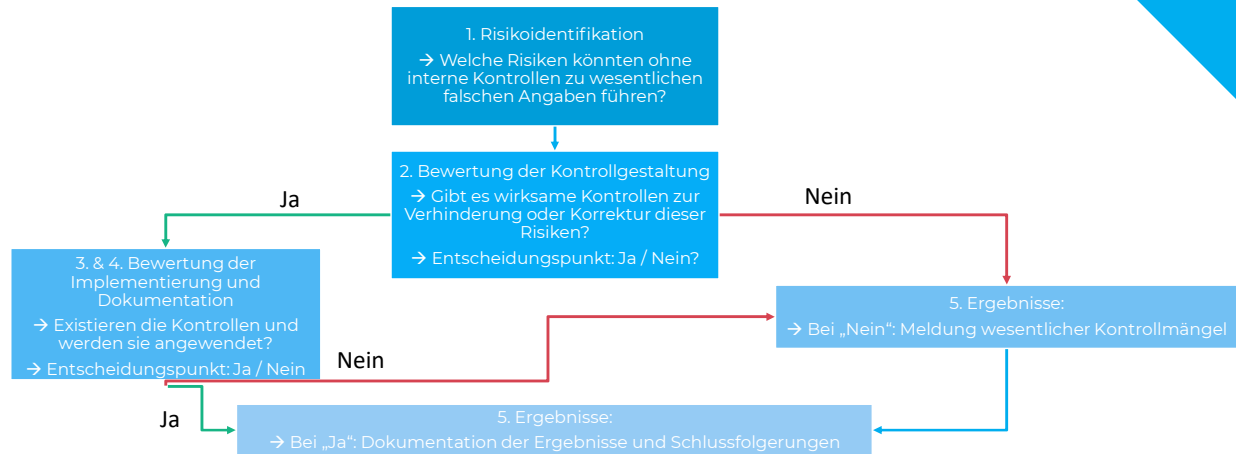 1. Risikoidentifikation
→ Welche Risiken könnten ohne
interne Kontrollen zu wesentlichen
falschen Angaben führen?
2. Bewertung der Kontrollgestaltung
→ Gibt es wirksame Kontrollen zur
Verhinderung oder Korrektur dieser
Risiken?
→ Entscheidungspunkt: Ja / Nein?
Ja
Nein
3. & 4. Bewertung der
Implementierung und
Dokumentation
→ Existieren die Kontrollen und
werden sie angewendet?
→ Entscheidungspunkt: Ja / Nein
5. Ergebnisse:
→ Bei „Nein“: Meldung wesentlicher Kontrollmängel
Nein
Ja
5. Ergebnisse:
→ Bei „Ja“: Dokumentation der Ergebnisse und Schlussfolgerungen